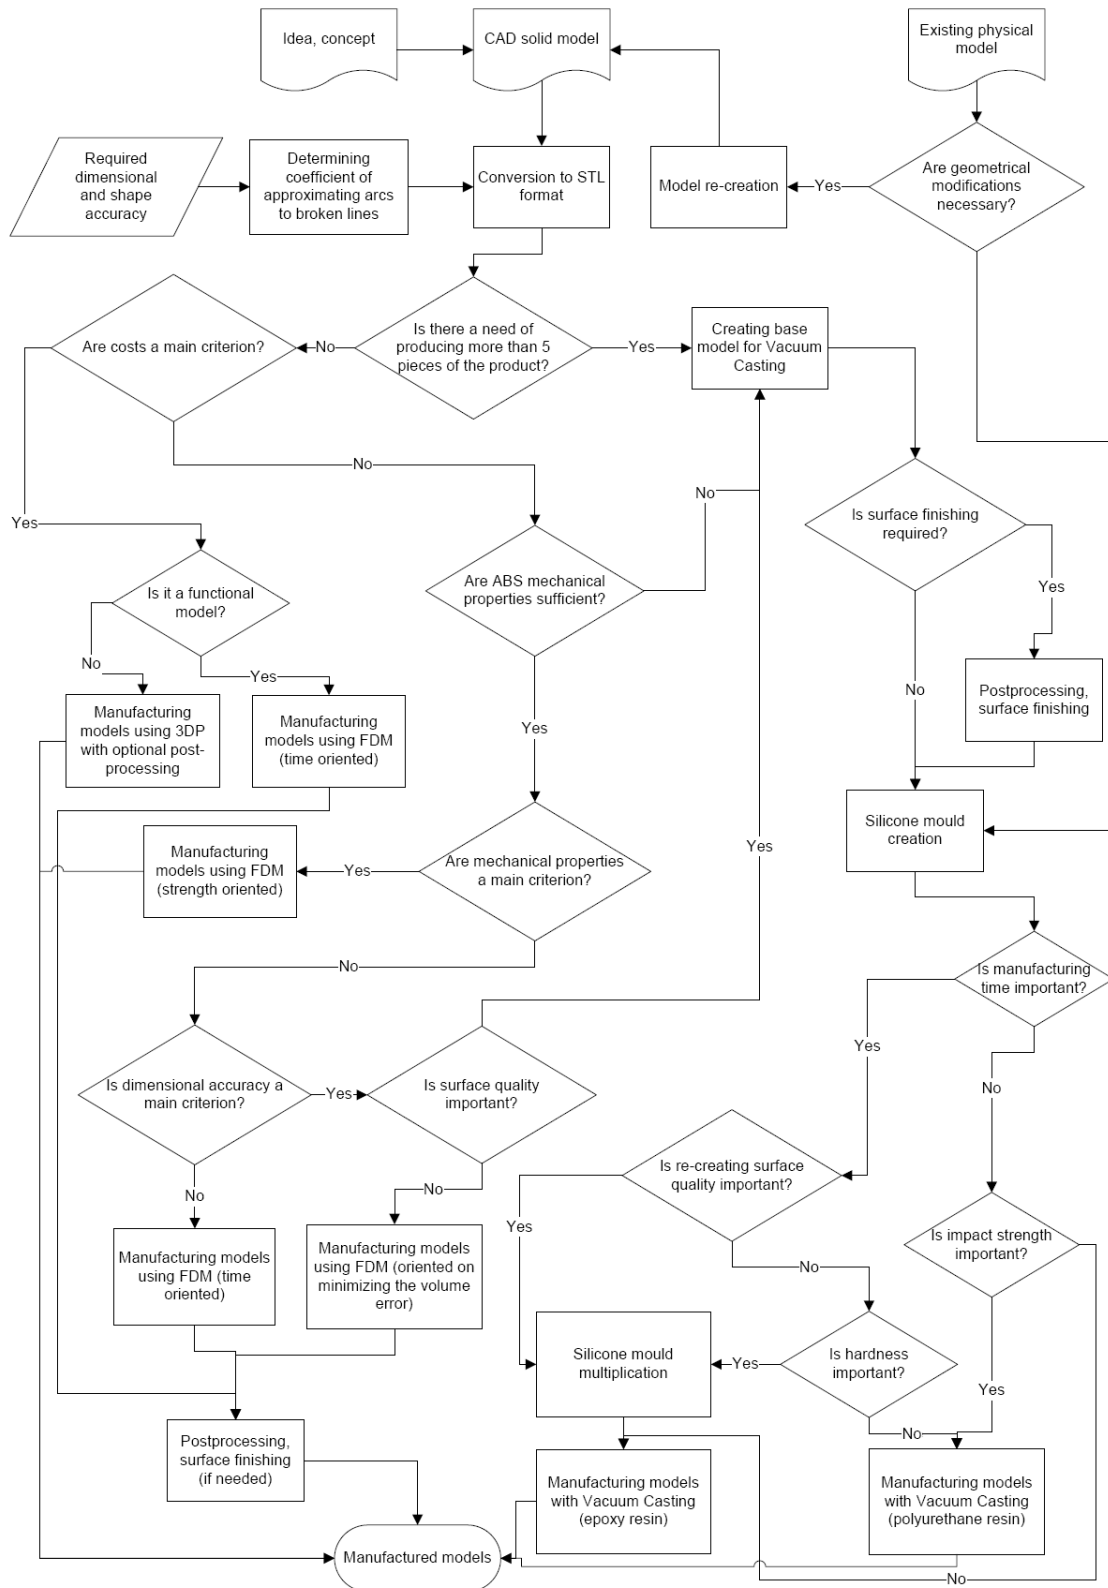 Idea, concept
CAD solid model
Existing physical
model
Required
dimensional
and shape
accuracy
Determining
coefficient of
approximating arcs
to broken lines
Conversion to STL
format
Model re-creation
Yes
Are geometrical
modifications
necessary?
Are costs a main criterion?
No
Is there a need of
producing more than 5
pieces of the product?
Yes
Creating base
model for Vacuum
Casting
No
No
Yes
Is surface finishing
required?
Is it a functional
model?
Are ABS mechanical
properties sufficient?
Yes
No
Yes
No
Postprocessing,
surface finishing
Manufacturing
models using 3DP
with optional post-
processing
Manufacturing
models using FDM
(time oriented)
Yes
Silicone mould
creation
Manufacturing
models using FDM
(strength oriented)
Yes
Are mechanical properties
a main criterion?
Yes
No
Is manufacturing
time important?
Yes
Is dimensional accuracy a
main criterion?
Yes
Is surface quality
important?
No
Is re-creating surface
quality important?
No
No
Yes
Is impact strength
important?
Manufacturing models
using FDM (time
oriented)
Manufacturing models
using FDM (oriented on
minimizing the volume
error)
No
Silicone mould
multiplication
Yes
Is hardness
important?
Yes
No
Postprocessing,
surface finishing
(if needed)
Manufacturing models
with Vacuum Casting
(epoxy resin)
Manufacturing models
with Vacuum Casting
(polyurethane resin)
Manufactured models
No